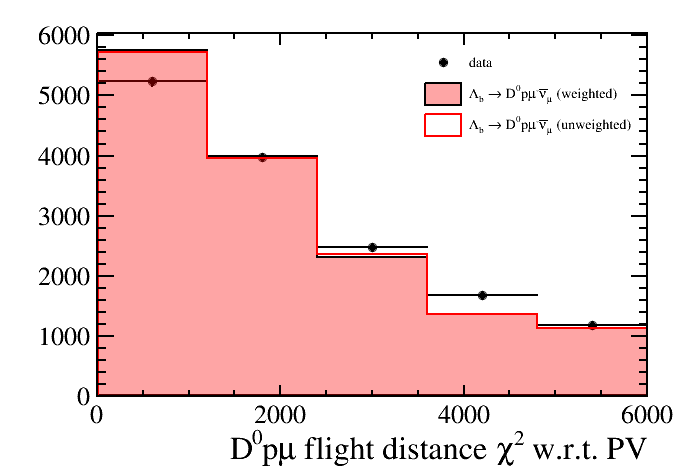 6000
5000
4000
3000
2000
1000
0
data
Λb → D⁰pμ ν̅μ (weighted)
Λb → D⁰pμ ν̅μ (unweighted)
0 2000 4000 6000
D⁰pμ flight distance χ² w.r.t. PV